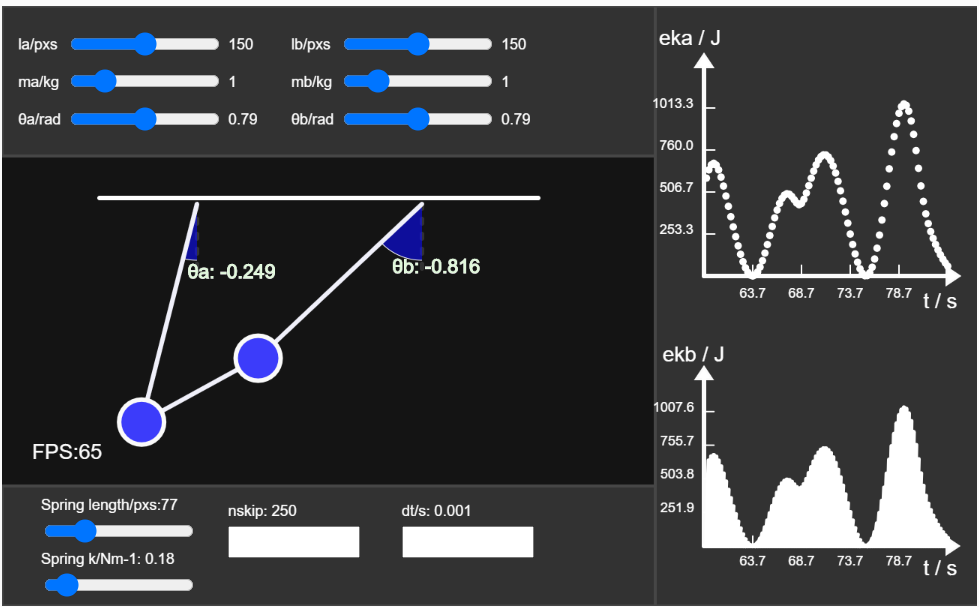 la/pxs 150 lb/pxs 150
ma/kg 1 mb/kg 1
θa/rad 0.79 θb/rad 0.79
θa: -0.249
θb: -0.816
FPS:65
Spring length/pxs:77
Spring k/Nm-1: 0.18
nskip: 250
dt/s: 0.001
eka / J
1013.3
760.0
506.7
253.3
63.7 68.7 73.7 78.7
t / s
ekb / J
1007.6
755.7
503.8
251.9
63.7 68.7 73.7 78.7
t / s